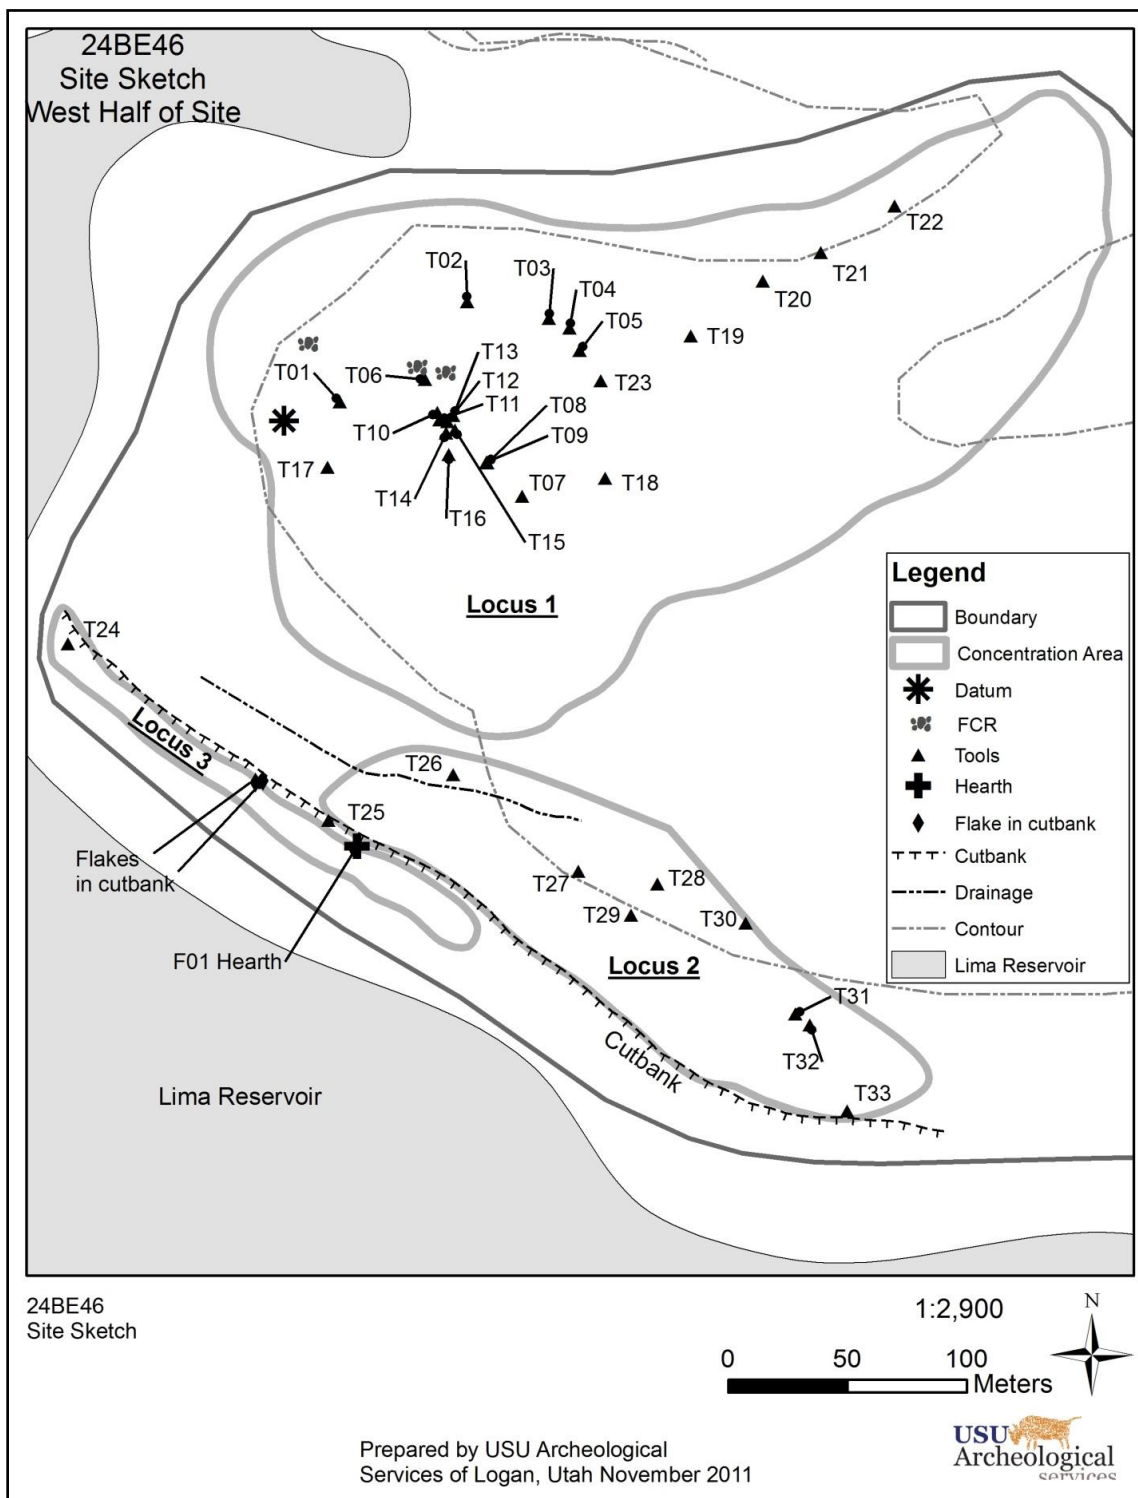 24BE46
Site Sketch
West Half of Site
T22
T02
T03
T21
T04
T20
T05
T19
T13
T01
T06
T12
T23
T11
T08
T10
T09
T17
T18
T14
T07
T16
T15
Locus 1
Legend
Boundary
Concentration Area
Datum
FCR
Tools
Hearth
Flake in cutbank
Cutbank
Drainage
Contour
Lima Reservoir
T24
Locus 3
T26
T25
Flakes
in cutbank
T27
T28
T29
T30
F01 Hearth
Locus 2
T31
Cutbank
T32
Lima Reservoir
T33
24BE46
Site Sketch
1:2,900
N
0 50 100
Meters
Prepared by USU Archeological
Services of Logan, Utah November 2011
USU
Archeological
services